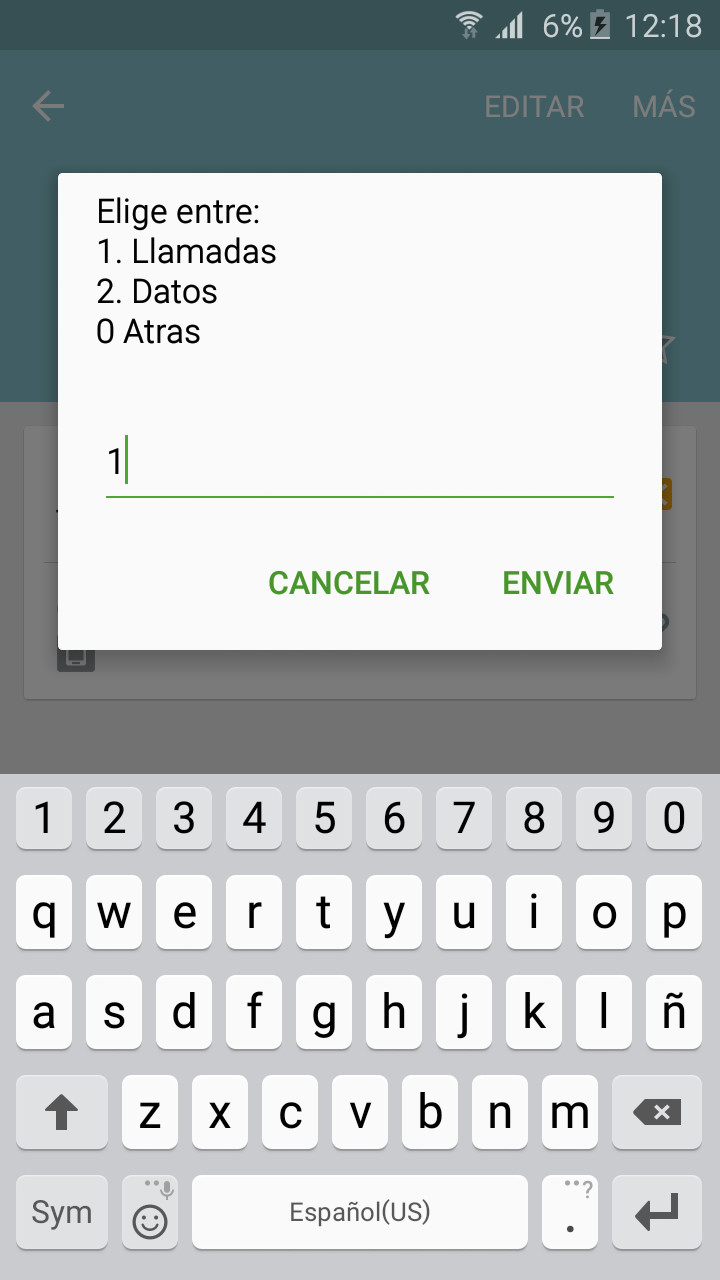 6% 12:18
EDITAR MÁS
Elige entre:
1. Llamadas
2. Datos
0 Atras
1
CANCELAR ENVIAR
1 2 3 4 5 6 7 8 9 0
q w e r t y u i o p
a s d f g h j k l ñ
z x c v b n m
Sym Español(US) . ?